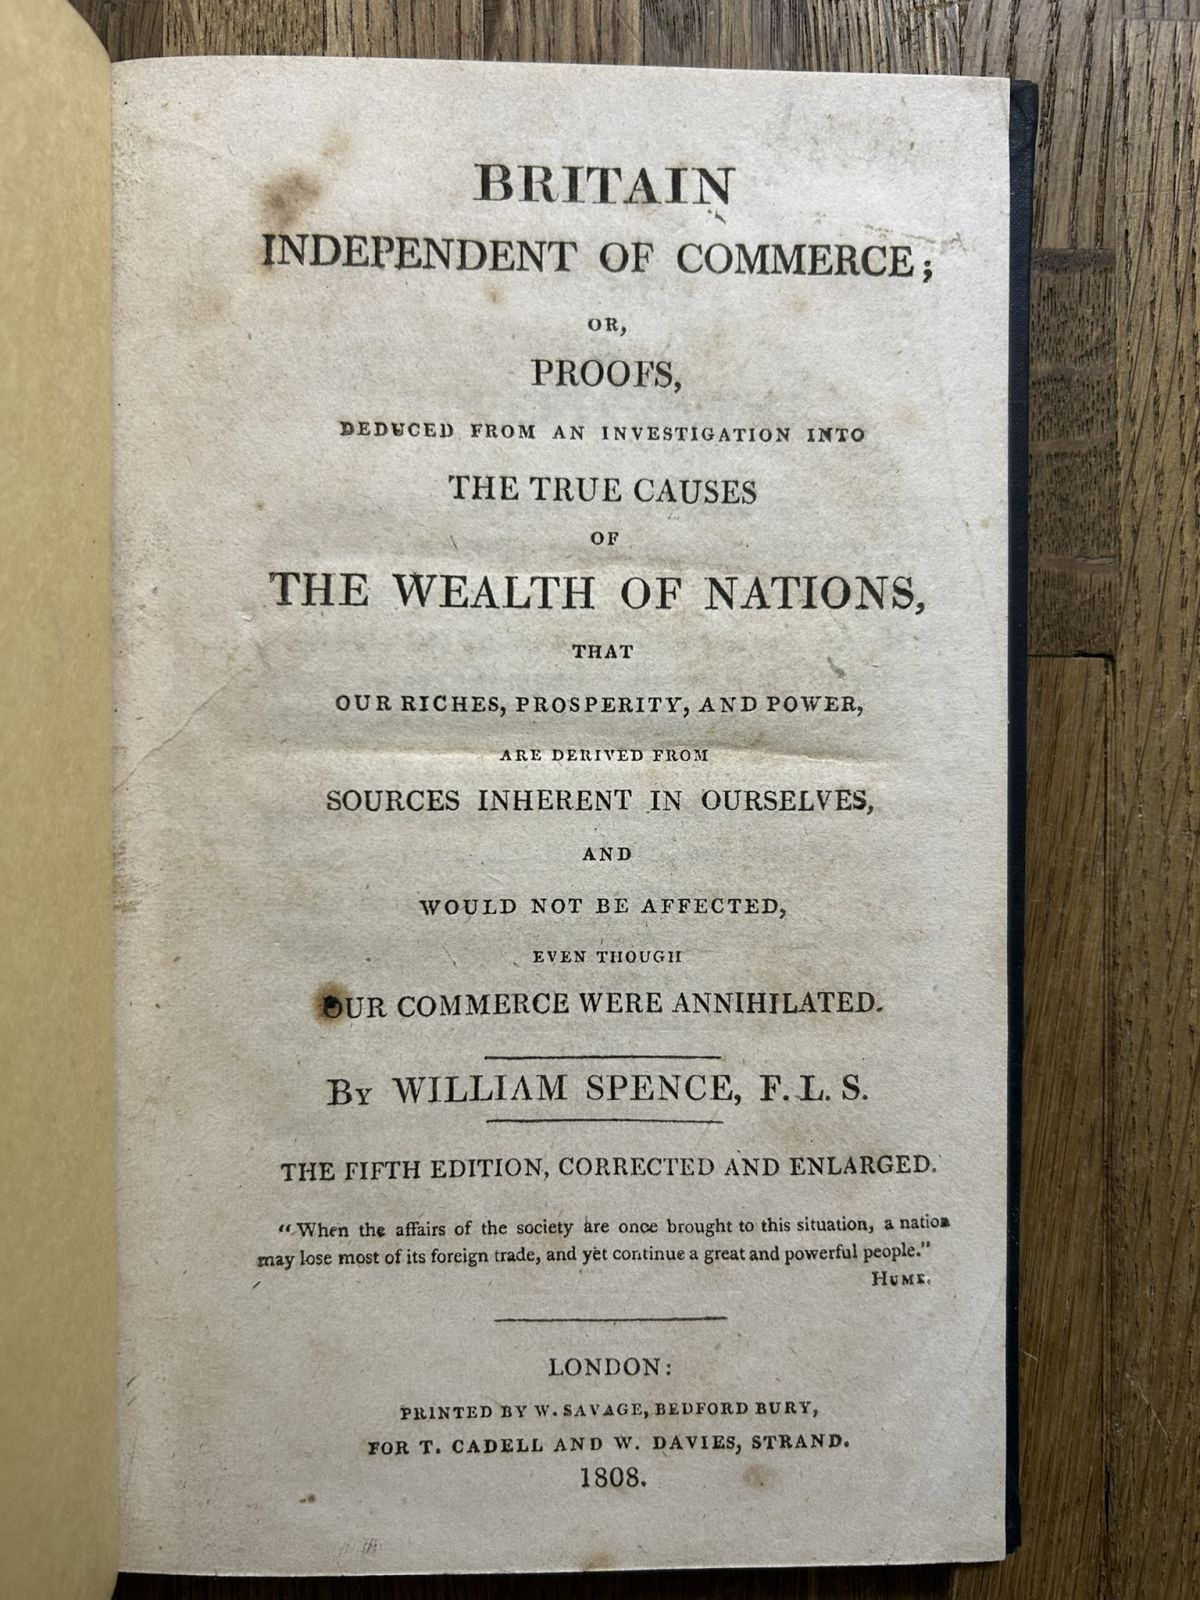 BRITAIN
INDEPENDENT OF COMMERCE;
OR,
PROOFS,
DEDUCED FROM AN INVESTIGATION INTO
THE TRUE CAUSES
OF
THE WEALTH OF NATIONS,
THAT
OUR RICHES, PROSPERITY, AND POWER,
ARE DERIVED FROM
SOURCES INHERENT IN OURSELVES,
AND
WOULD NOT BE AFFECTED,
EVEN THOUGH
OUR COMMERCE WERE ANNIHILATED.
BY WILLIAM SPENCE, F. L. S.
THE FIFTH EDITION, CORRECTED AND ENLARGED.
“When the affairs of the society are once brought to this situation, a nation
may lose most of its foreign trade, and yet continue a great and powerful people.”
HUME.
LONDON:
PRINTED BY W. SAVAGE, BEDFORD BURY,
FOR T. CADELL AND W. DAVIES, STRAND.
1808.